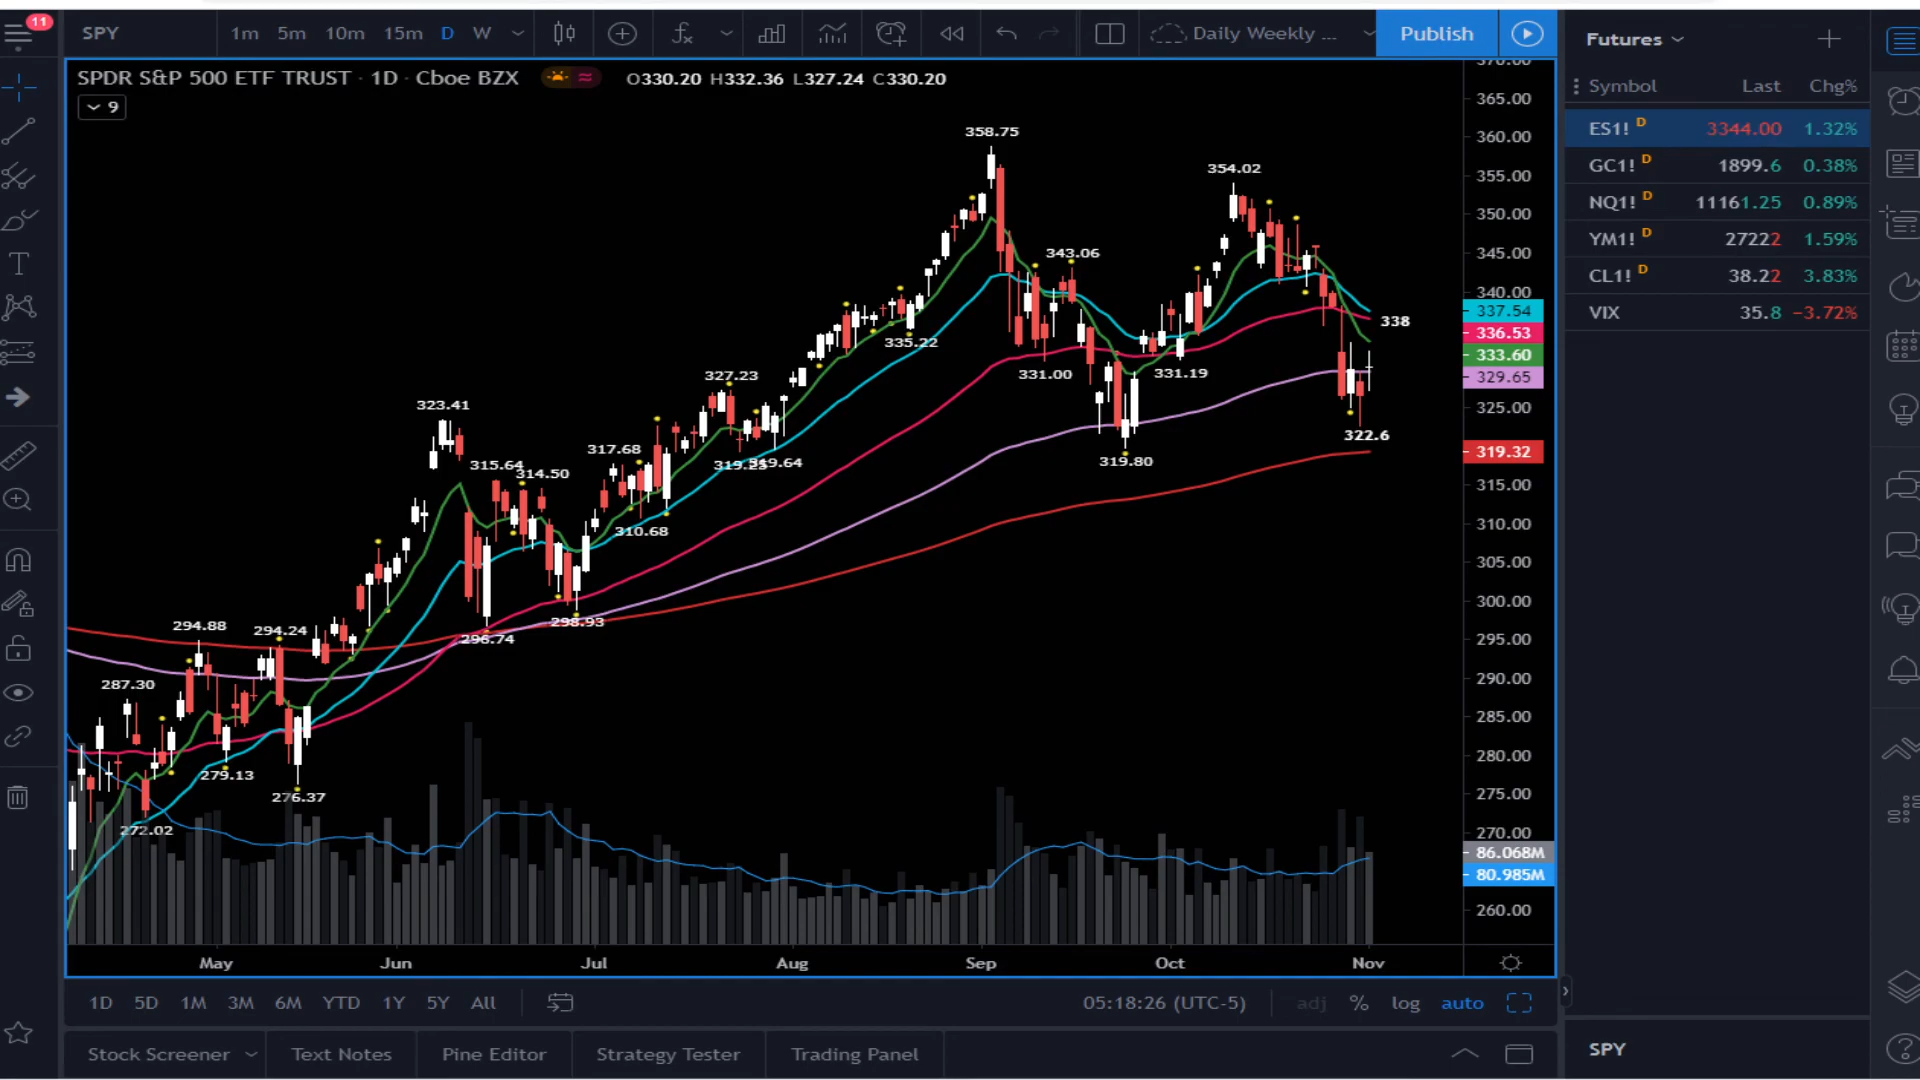 11
SPY
1m 5m 10m 15m D W
Daily Weekly ...
Publish
SPDR S&P 500 ETF TRUST · 1D · Cboe BZX
O330.20 H332.36 L327.24 C330.20
9
358.75
354.02
343.06
338
335.22
331.00
331.19
327.23
323.41
322.6
319.80
319.64
317.68
315.64
314.50
310.68
298.93
296.74
294.88
294.24
287.30
279.13
276.37
272.02
370.00
365.00
360.00
355.00
350.00
345.00
340.00
337.54
336.53
333.60
329.65
325.00
319.32
315.00
310.00
305.00
300.00
295.00
290.00
285.00
280.00
275.00
270.00
86.068M
80.985M
260.00
May Jun Jul Aug Sep Oct Nov
1D 5D 1M 3M 6M YTD 1Y 5Y All
05:18:26 (UTC-5)
adj % log auto
Stock Screener
Text Notes
Pine Editor
Strategy Tester
Trading Panel
Futures
Symbol Last Chg%
ES1! D 3344.00 1.32%
GC1! D 1899.6 0.38%
NQ1! D 11161.25 0.89%
YM1! D 27222 1.59%
CL1! D 38.22 3.83%
VIX 35.8 −3.72%
SPY